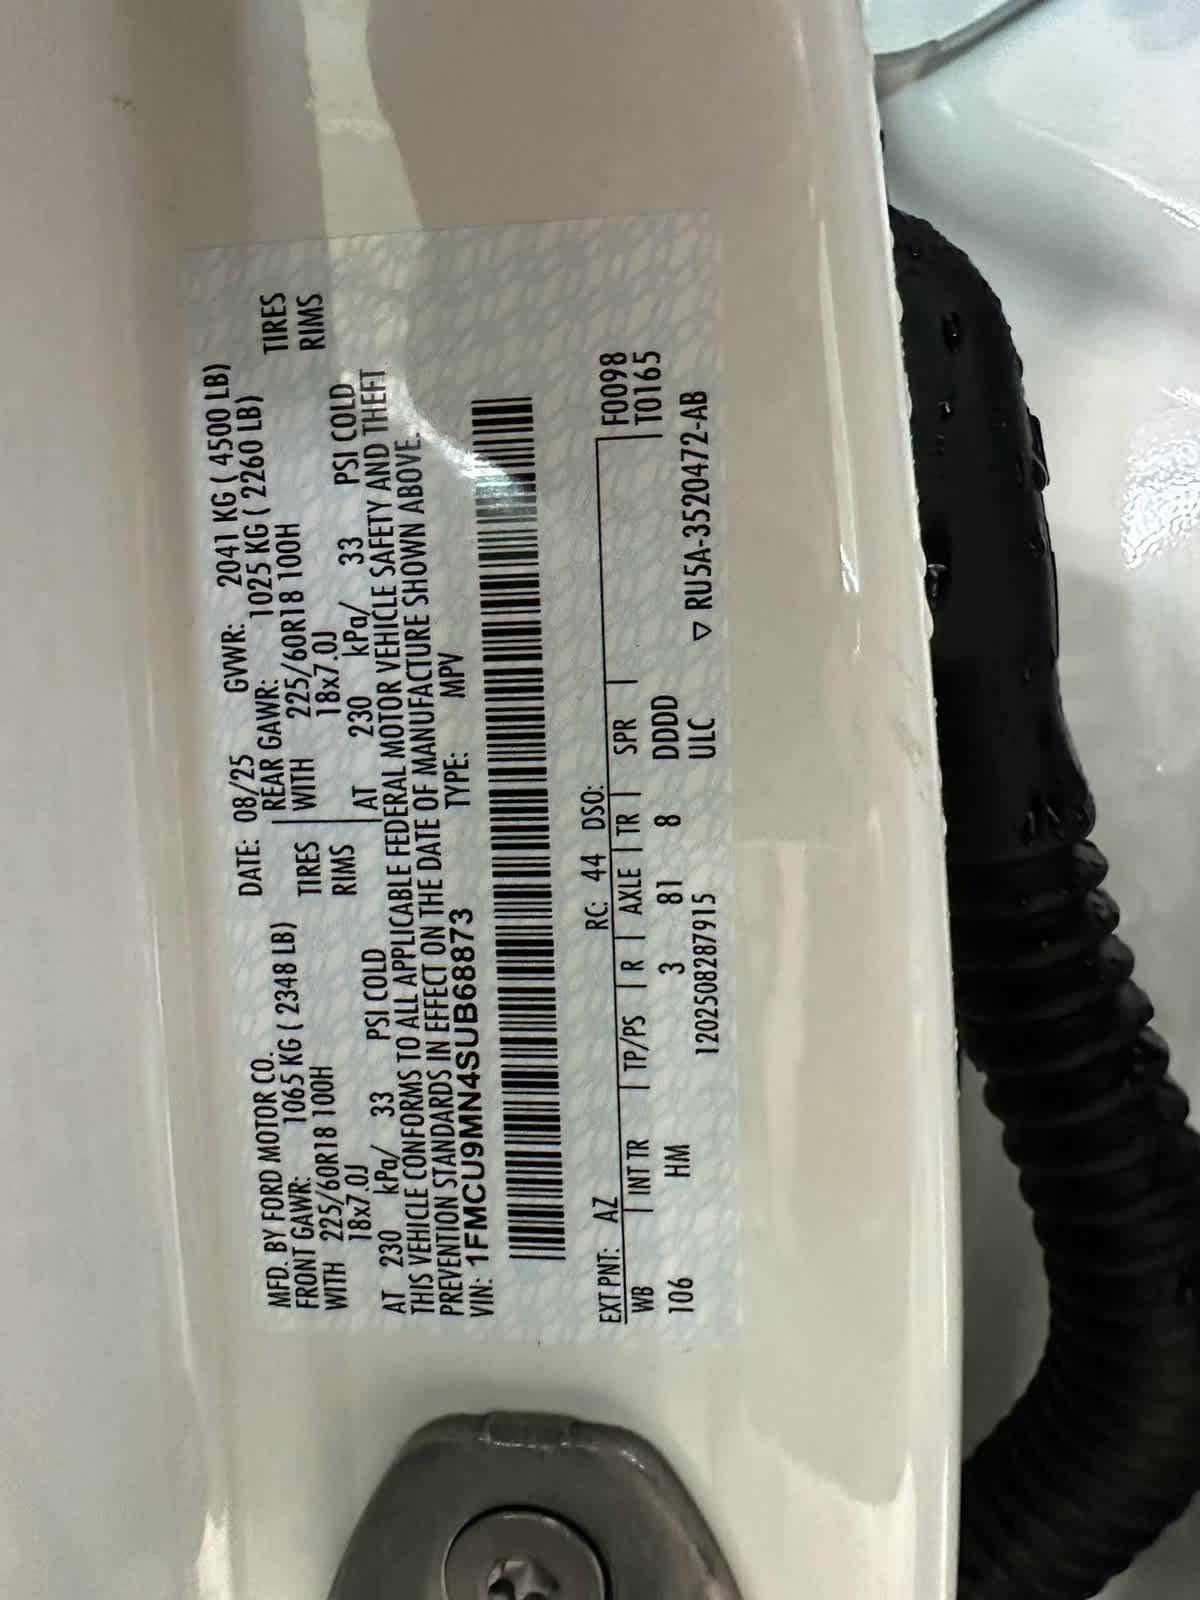 MFD. BY FORD MOTOR CO. DATE: 08/25 GVWR: 2041 KG ( 4500 LB)
FRONT GAWR: 1065 KG ( 2348 LB) REAR GAWR: 1025 KG ( 2260 LB)
WITH 225/60R18 100H TIRES WITH 225/60R18 100H TIRES
18x7.0J RIMS 18x7.0J RIMS
AT 230 kPa/ 33 PSI COLD AT 230 kPa/ 33 PSI COLD
THIS VEHICLE CONFORMS TO ALL APPLICABLE FEDERAL MOTOR VEHICLE SAFETY AND THEFT
PREVENTION STANDARDS IN EFFECT ON THE DATE OF MANUFACTURE SHOWN ABOVE.
VIN: 1FMCU9MN4SUB68873 TYPE: MPV
EXT PNT: AZ RC: 44 DSO: F0098
WB | INT TR | TP/PS | R | AXLE | TR | SPR | T0165
106 HM 3 81 8 DDDD
1202508287915 ULC ▽ RU5A-3520472-AB